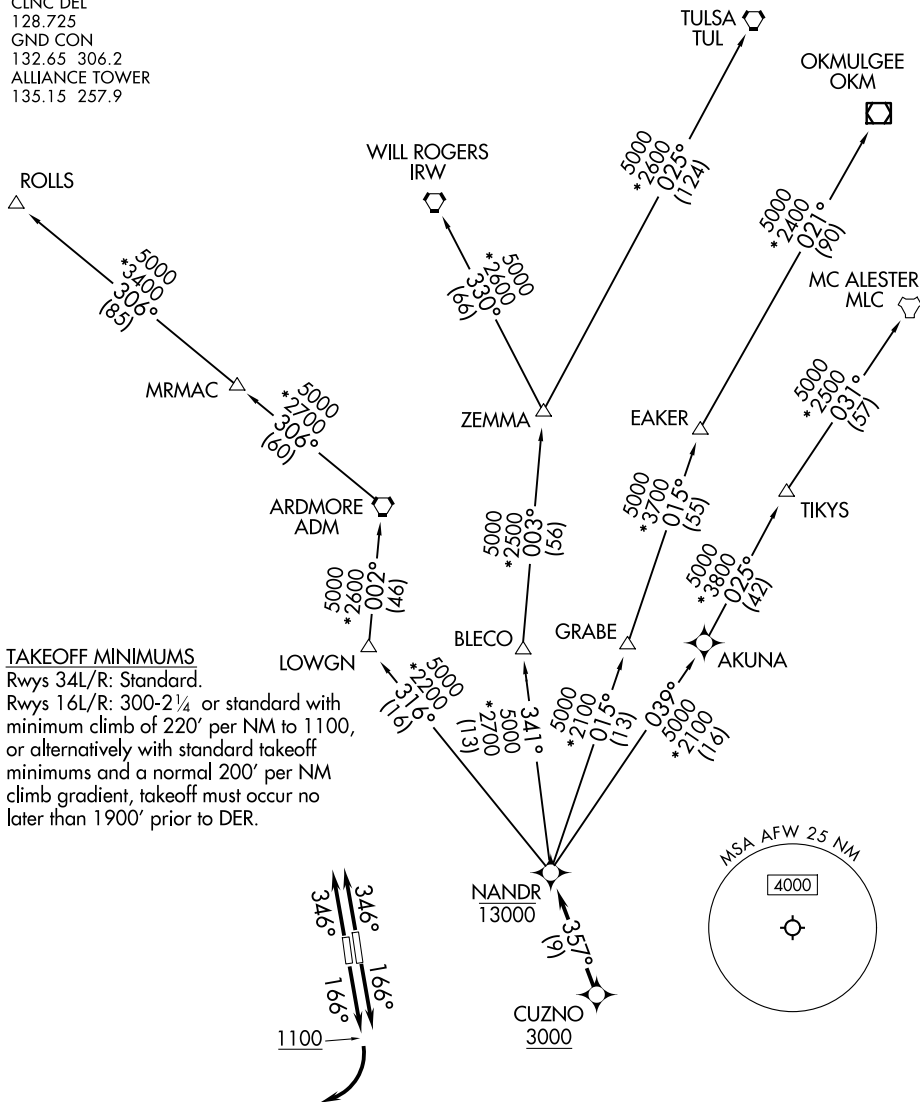 CLNC DEL
128.725
GND CON
132.65 306.2
ALLIANCE TOWER
135.15 257.9
TULSA
TUL
OKMULGEE
OKM
WILL ROGERS
IRW
ROLLS
5000
*2600
025°
(124)
5000
*2400
021°
(90)
5000
*3400
306°
(85)
5000
*2600
330°
(66)
MC ALESTER
MLC
MRMAC
5000
*2700
306°
(60)
ZEMMA
EAKER
5000
*2500
031°
(57)
ARDMORE
ADM
5000
*2500
003°
(56)
5000
*3700
015°
(55)
TIKYS
5000
*2600
002°
(46)
5000
*3800
025°
(42)
LOWGN
BLECO
GRABE
AKUNA
5000
*2200
316°
(16)
341°
5000
*2700
(13)
5000
*2100
015°
(13)
039°
5000
*2100
(16)
TAKEOFF MINIMUMS
Rwys 34L/R: Standard.
Rwys 16L/R: 300-2¼ or standard with
minimum climb of 220' per NM to 1100,
or alternatively with standard takeoff
minimums and a normal 200' per NM
climb gradient, takeoff must occur no
later than 1900' prior to DER.
MSA AFW 25 NM
4000
NANDR
13000
346°
346°
166°
166°
357°
(9)
CUZNO
3000
1100